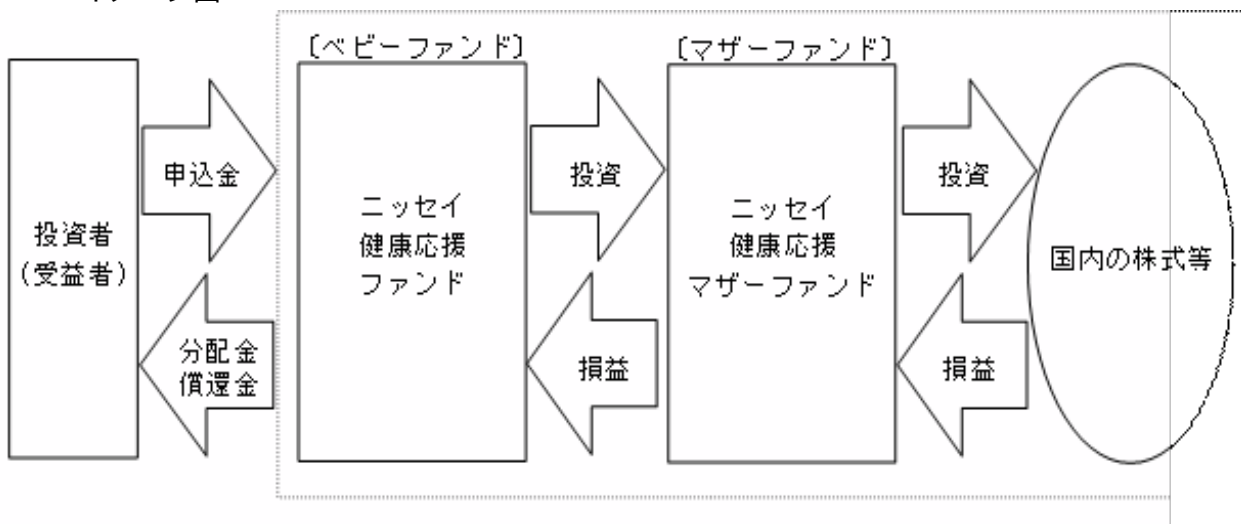 〔ベビーファンド〕
〔マザーファンド〕
投資者
(受益者)
申込金
分配金
償還金
ニッセイ
健康応援
ファンド
投資
損益
ニッセイ
健康応援
マザーファンド
投資
損益
国内の株式等